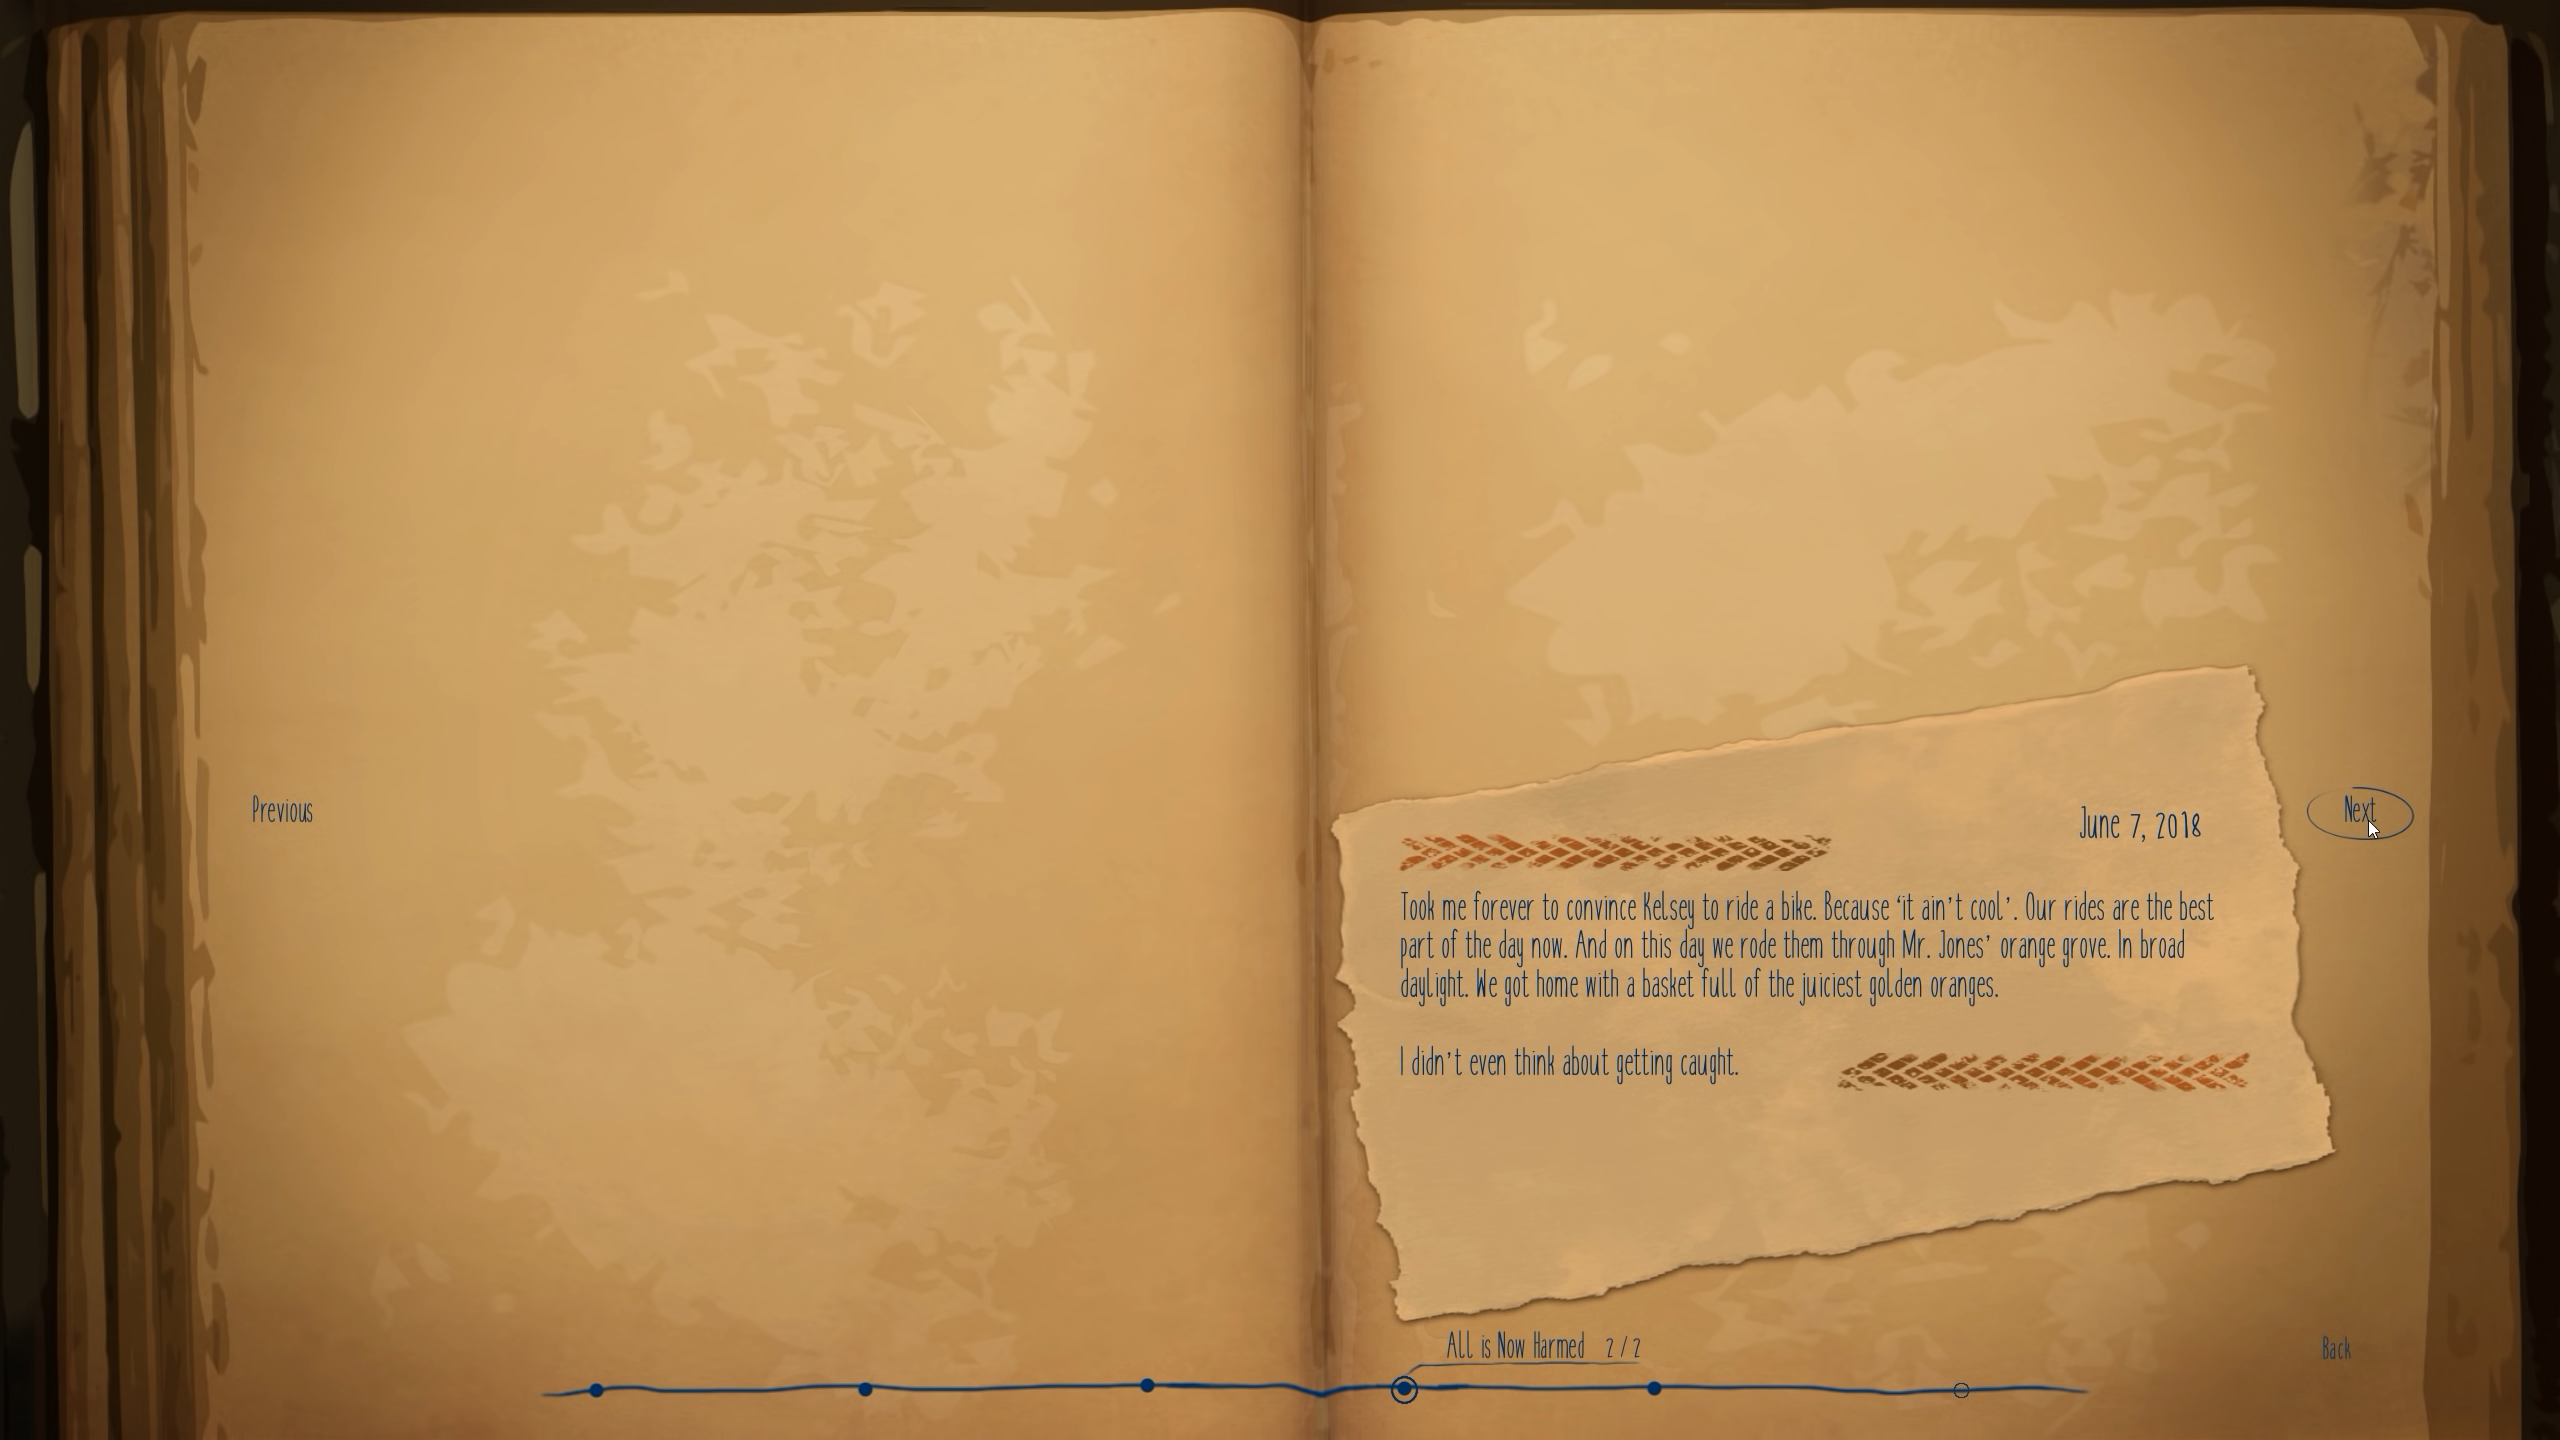 June 7, 2018
Took me forever to convince Kelsey to ride a bike. Because ‘it ain’t cool’. Our rides are the best
part of the day now. And on this day we rode them through Mr. Jones’ orange grove. In broad
daylight. We got home with a basket full of the juiciest golden oranges.
I didn’t even think about getting caught.
Previous
Next
ALL is Now Harmed 2 / 2
Back